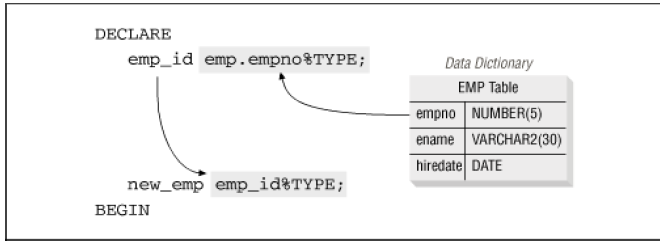 DECLARE
emp_id emp.empno%TYPE;
Data Dictionary
EMP Table
empno NUMBER(5)
ename VARCHAR2(30)
hiredate DATE
new_emp emp_id%TYPE;
BEGIN